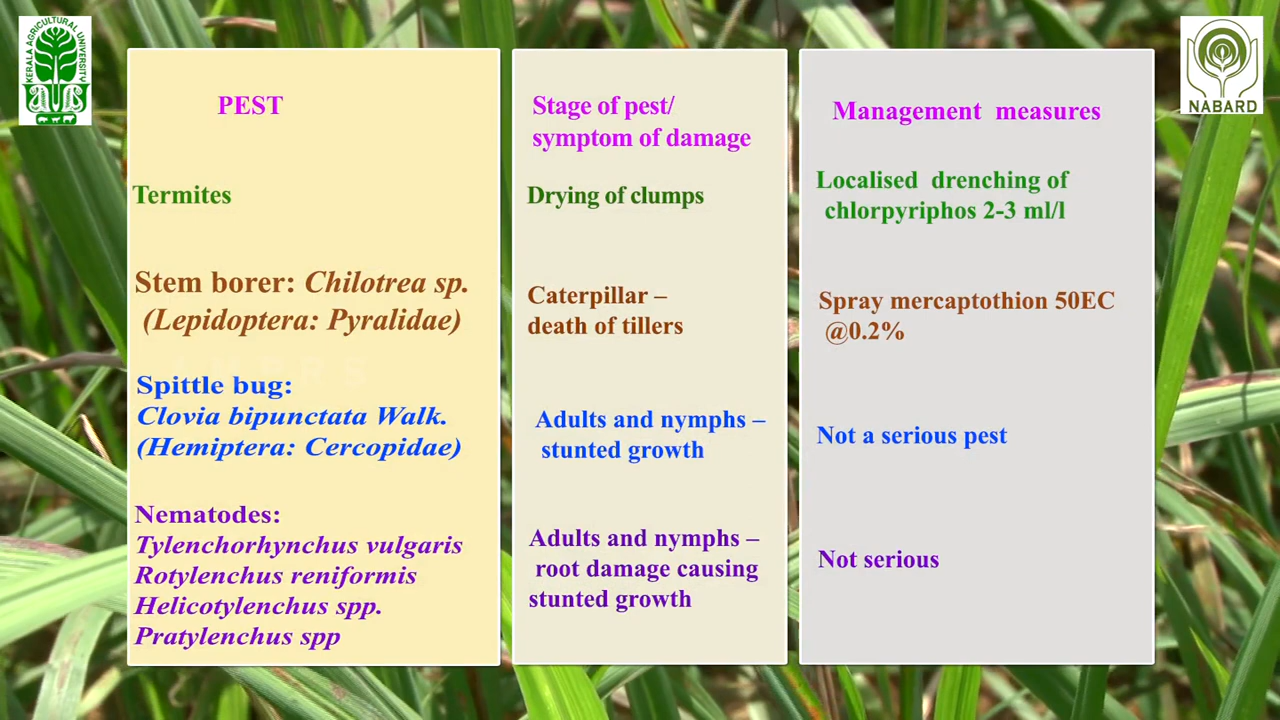 KERALA AGRICULTURAL UNIVERSITY
NABARD
PEST
Stage of pest/
symptom of damage
Management measures
Termites
Drying of clumps
Localised drenching of
chlorpyriphos 2-3 ml/l
Stem borer: Chilotrea sp.
(Lepidoptera: Pyralidae)
Caterpillar –
death of tillers
Spray mercaptothion 50EC
@0.2%
Spittle bug:
Clovia bipunctata Walk.
(Hemiptera: Cercopidae)
Adults and nymphs –
stunted growth
Not a serious pest
Nematodes:
Tylenchorhynchus vulgaris
Rotylenchus reniformis
Helicotylenchus spp.
Pratylenchus spp
Adults and nymphs –
root damage causing
stunted growth
Not serious